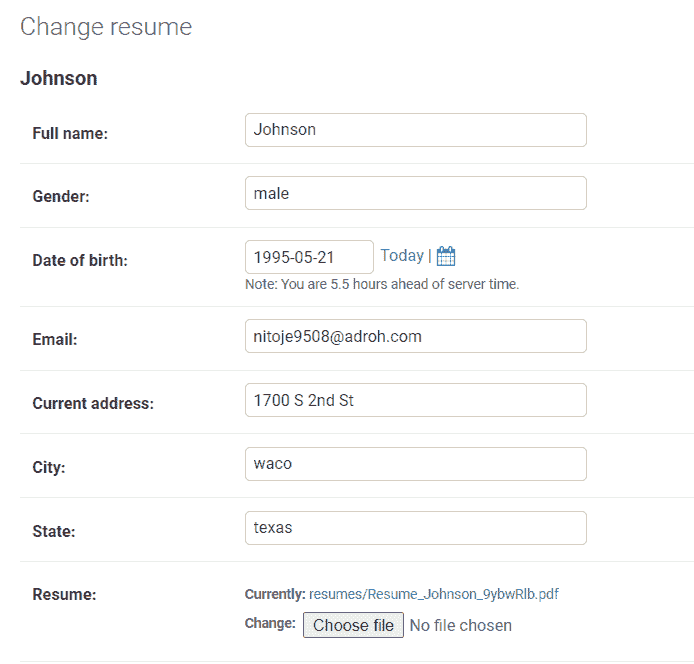 Change resume
Johnson
Full name: Johnson
Gender: male
Date of birth: 1995-05-21 Today |
Note: You are 5.5 hours ahead of server time.
Email: nitoje9508@adroh.com
Current address: 1700 S 2nd St
City: waco
State: texas
Resume: Currently: resumes/Resume_Johnson_9ybwRlb.pdf
Change: Choose file No file chosen